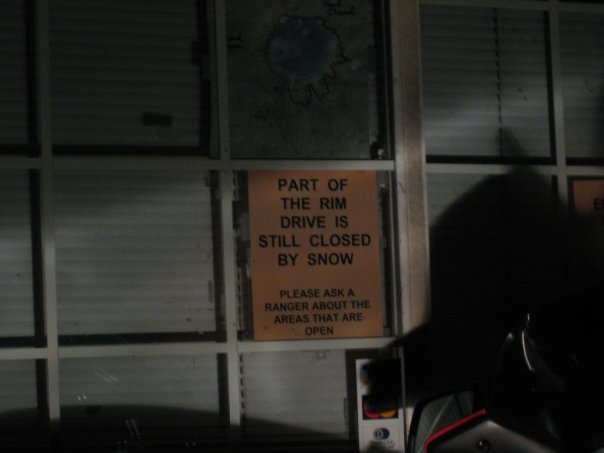 PART OF
THE RIM
DRIVE IS
STILL CLOSED
BY SNOW
PLEASE ASK A
RANGER ABOUT THE
AREAS THAT ARE
OPEN